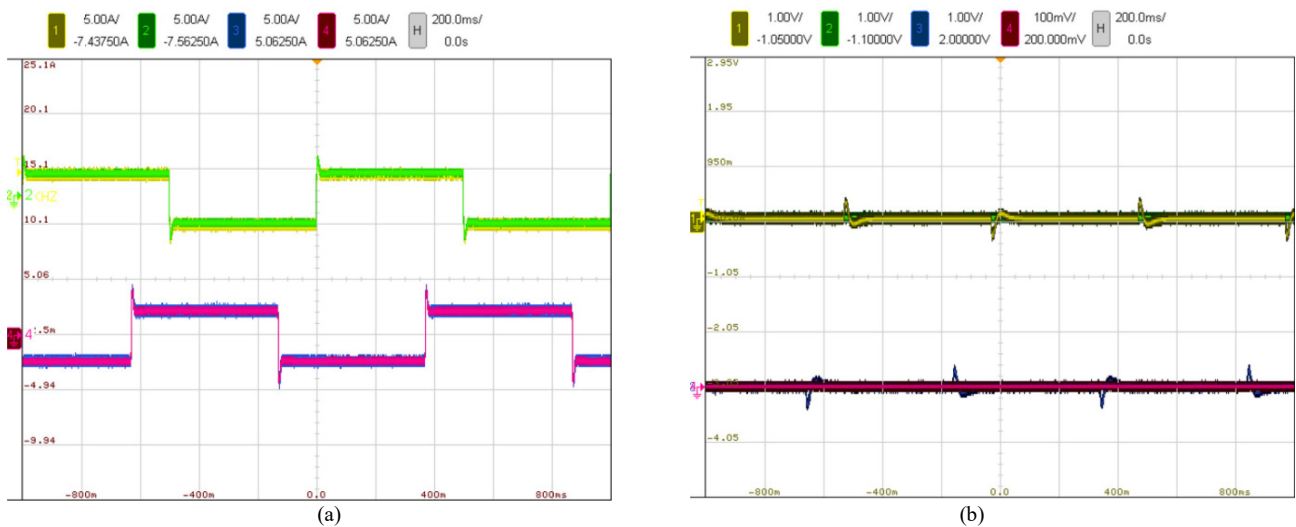 1 5.00A/ -7.43750A 2 5.00A/ -7.56250A 3 5.00A/ 5.06250A 4 5.00A/ 5.06250A H 200.0ms/ 0.0s
25.1A
20.1
15.1
T
2 2 KHZ
10.1
5.06
4
-4.94
-9.94
-800m -400m 0.0 400m 800ms
(a)
1 1.00V/ -1.05000V 2 1.00V/ -1.10000V 3 1.00V/ 2.00000V 4 100mV/ 200.000mV H 200.0ms/ 0.0s
2.95V
1.95
950m
T
-1.05
-2.05
-4.05
-800m -400m 0.0 400m 800ms
(b)